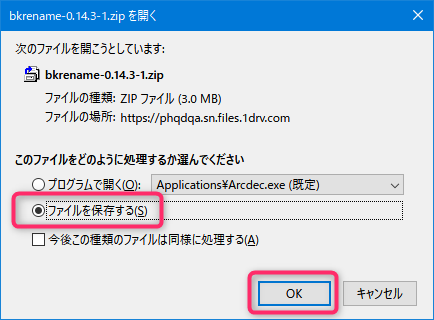 bkrename-0.14.3-1.zip を開く
次のファイルを開こうとしています:
bkrename-0.14.3-1.zip
ファイルの種類: ZIP ファイル (3.0 MB)
ファイルの場所: https://phqdqa.sn.files.1drv.com
このファイルをどのように処理するか選んでください
プログラムで開く(O): Applications¥Arcdec.exe (既定)
ファイルを保存する(S)
今後この種類のファイルは同様に処理する(A)
OK キャンセル